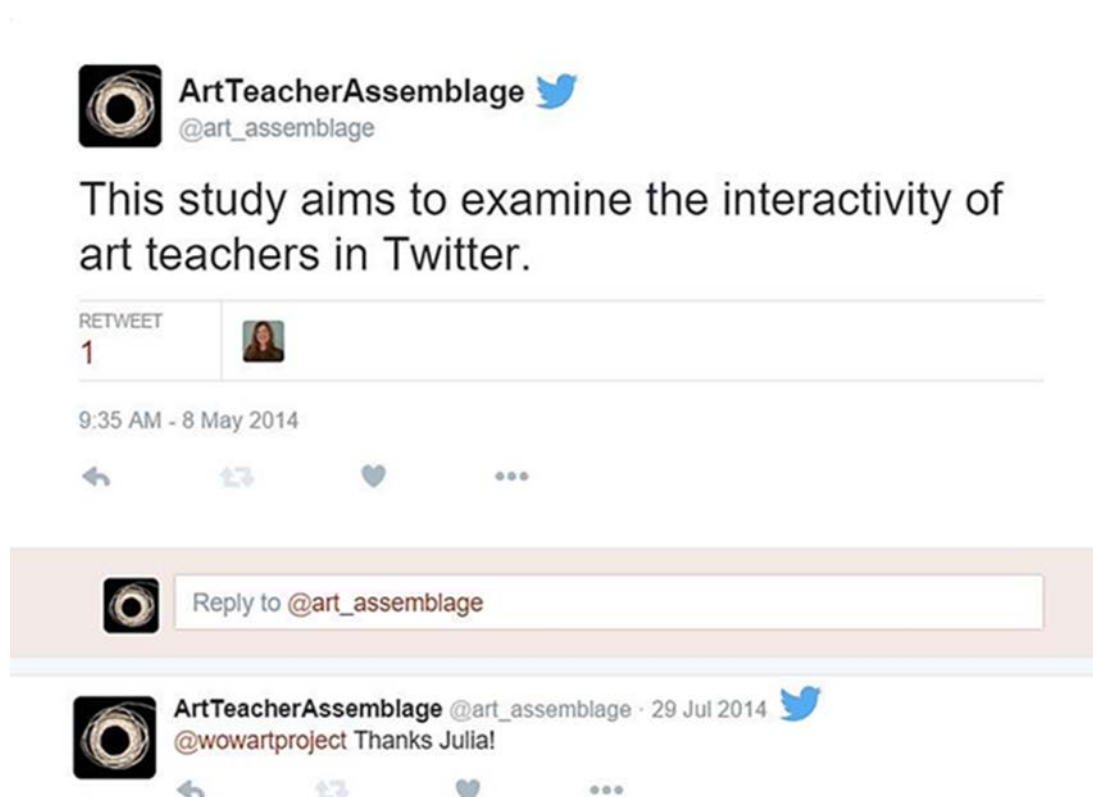 ArtTeacherAssemblage
@art_assemblage
This study aims to examine the interactivity of
art teachers in Twitter.
RETWEET
1
9:35 AM - 8 May 2014
Reply to @art_assemblage
ArtTeacherAssemblage @art_assemblage · 29 Jul 2014
@wowartproject Thanks Julia!